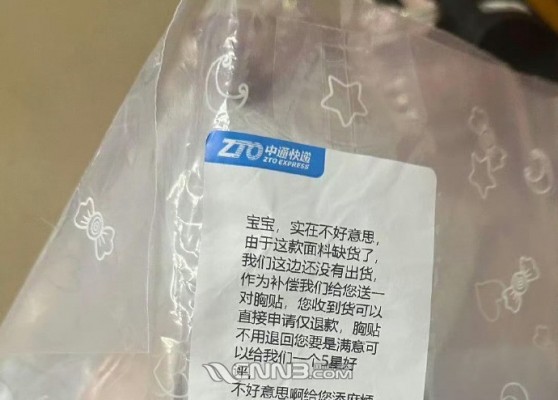 ZTO 中通快递
ZTO EXPRESS
宝宝，实在不好意思，
由于这款面料缺货了，
我们这边还没有出货，
作为补偿我们给您送一
对胸贴，您收到货可以
直接申请仅退款，胸贴
不用退回您要是满意可
以给我们一个5星好
评,
不好意思啊给您添麻烦
CNN3.com